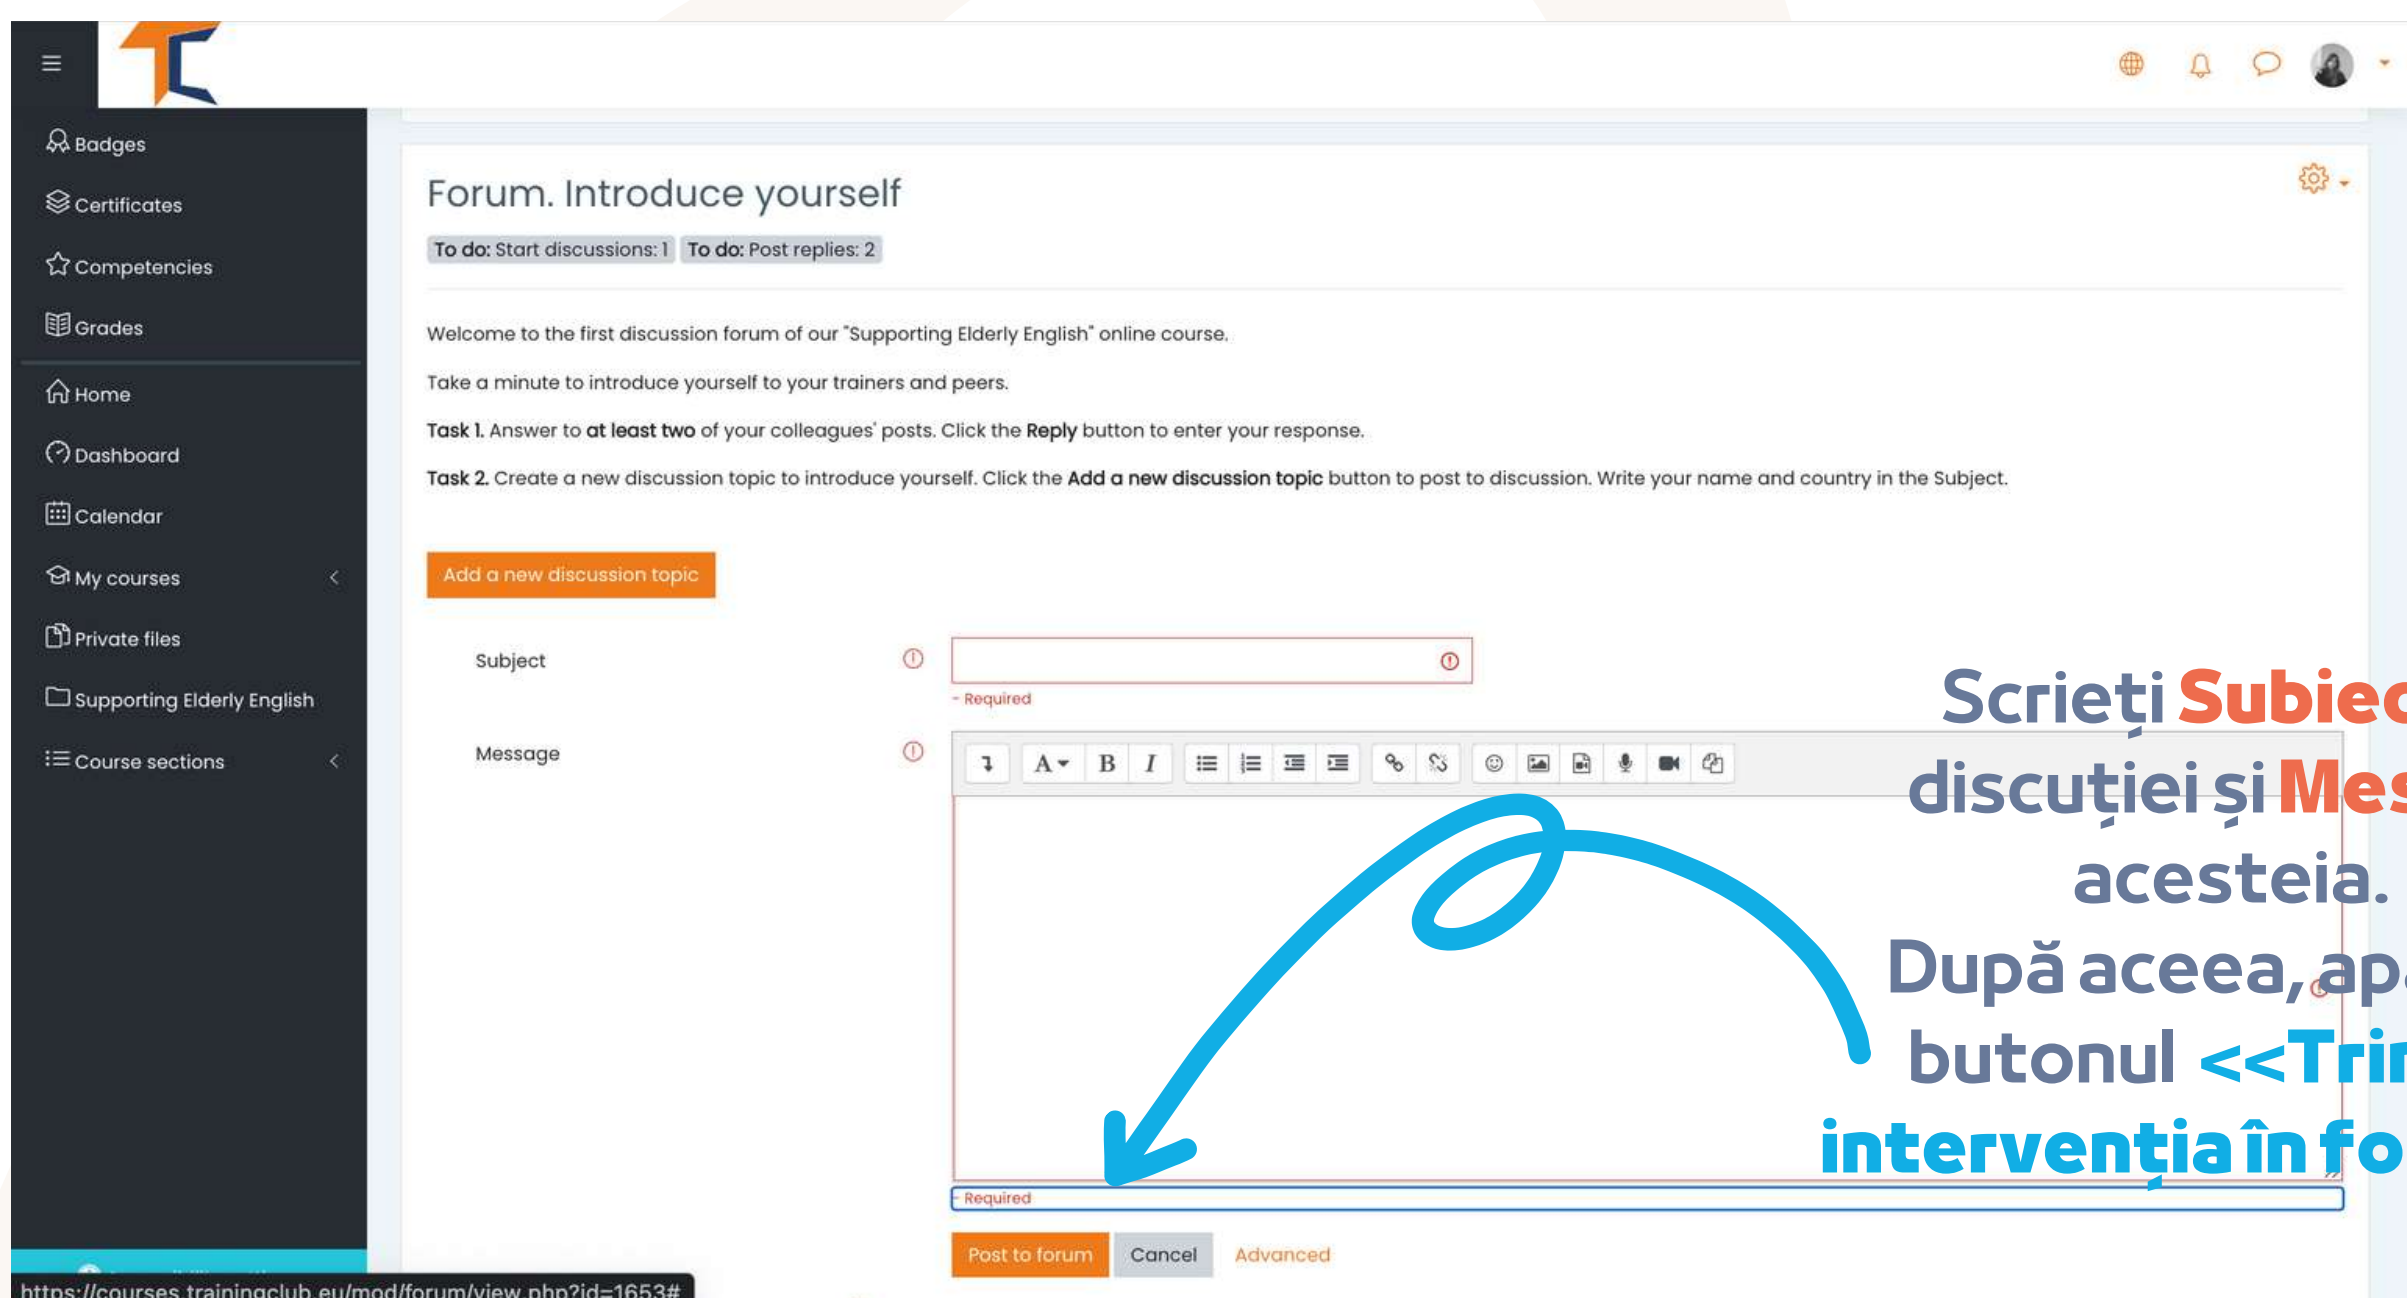 Badges
Certificates
Competencies
Grades
Home
Dashboard
Calendar
My courses
Private files
Supporting Elderly English
Course sections
https://courses.trainingclub.eu/mod/forum/view.php?id=1653#
Forum. Introduce yourself
To do: Start discussions: 1 To do: Post replies: 2
Welcome to the first discussion forum of our "Supporting Elderly English" online course.
Take a minute to introduce yourself to your trainers and peers.
Task 1. Answer to at least two of your colleagues' posts. Click the Reply button to enter your response.
Task 2. Create a new discussion topic to introduce yourself. Click the Add a new discussion topic button to post to discussion. Write your name and country in the Subject.
Add a new discussion topic
Subject
- Required
Message
- Required
Post to forum Cancel Advanced
Scrieți
discuției și
acesteia.
După aceea,
butonul
intervenția în